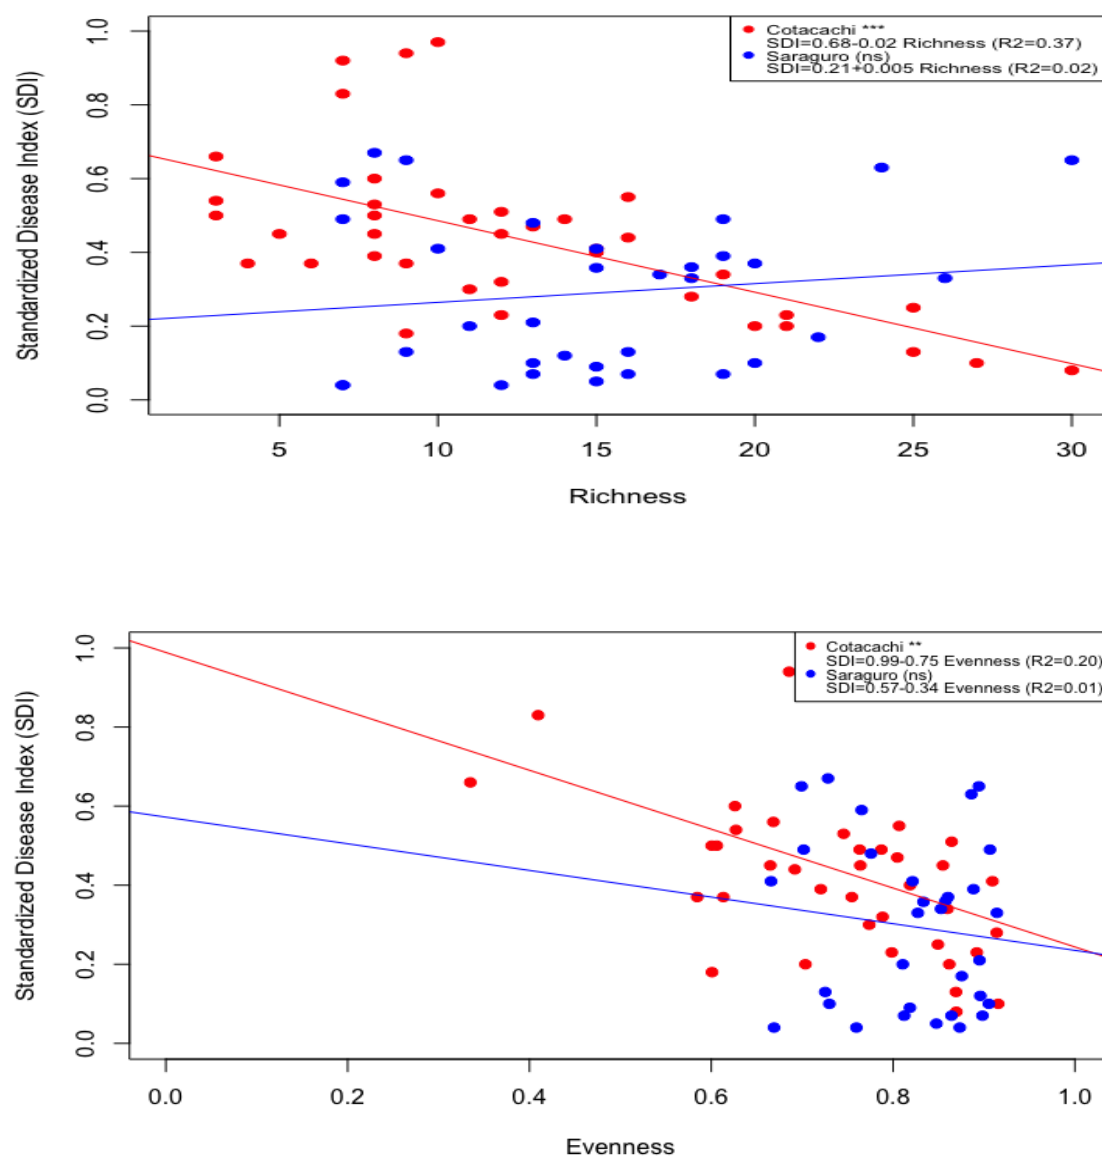 Cotacachi ***
SDI=0.68-0.02 Richness (R2=0.37)
Saraguro (ns)
SDI=0.21+0.005 Richness (R2=0.02)
Standardized Disease Index (SDI)
1.0
0.8
0.6
0.4
0.2
0.0
5 10 15 20 25 30
Richness
Cotacachi **
SDI=0.99-0.75 Evenness (R2=0.20)
Saraguro (ns)
SDI=0.57-0.34 Evenness (R2=0.01)
Standardized Disease Index (SDI)
1.0
0.8
0.6
0.4
0.2
0.0
0.0 0.2 0.4 0.6 0.8 1.0
Evenness